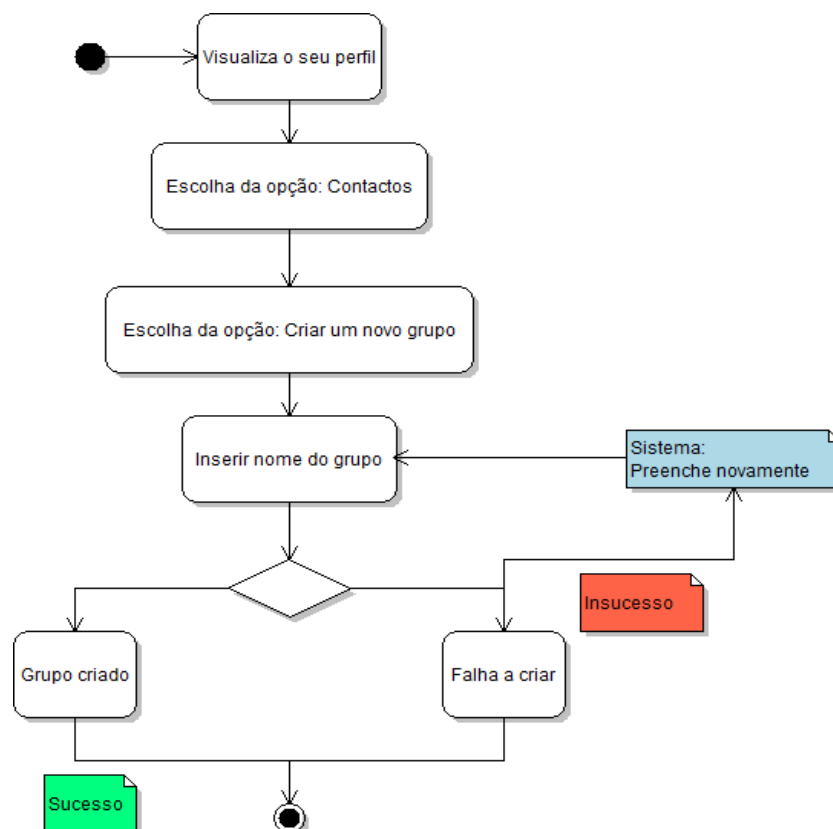 Visualiza o seu perfil
Escolha da opção: Contactos
Escolha da opção: Criar um novo grupo
Inserir nome do grupo
Sistema:
Preenche novamente
Insucesso
Grupo criado
Falha a criar
Sucesso